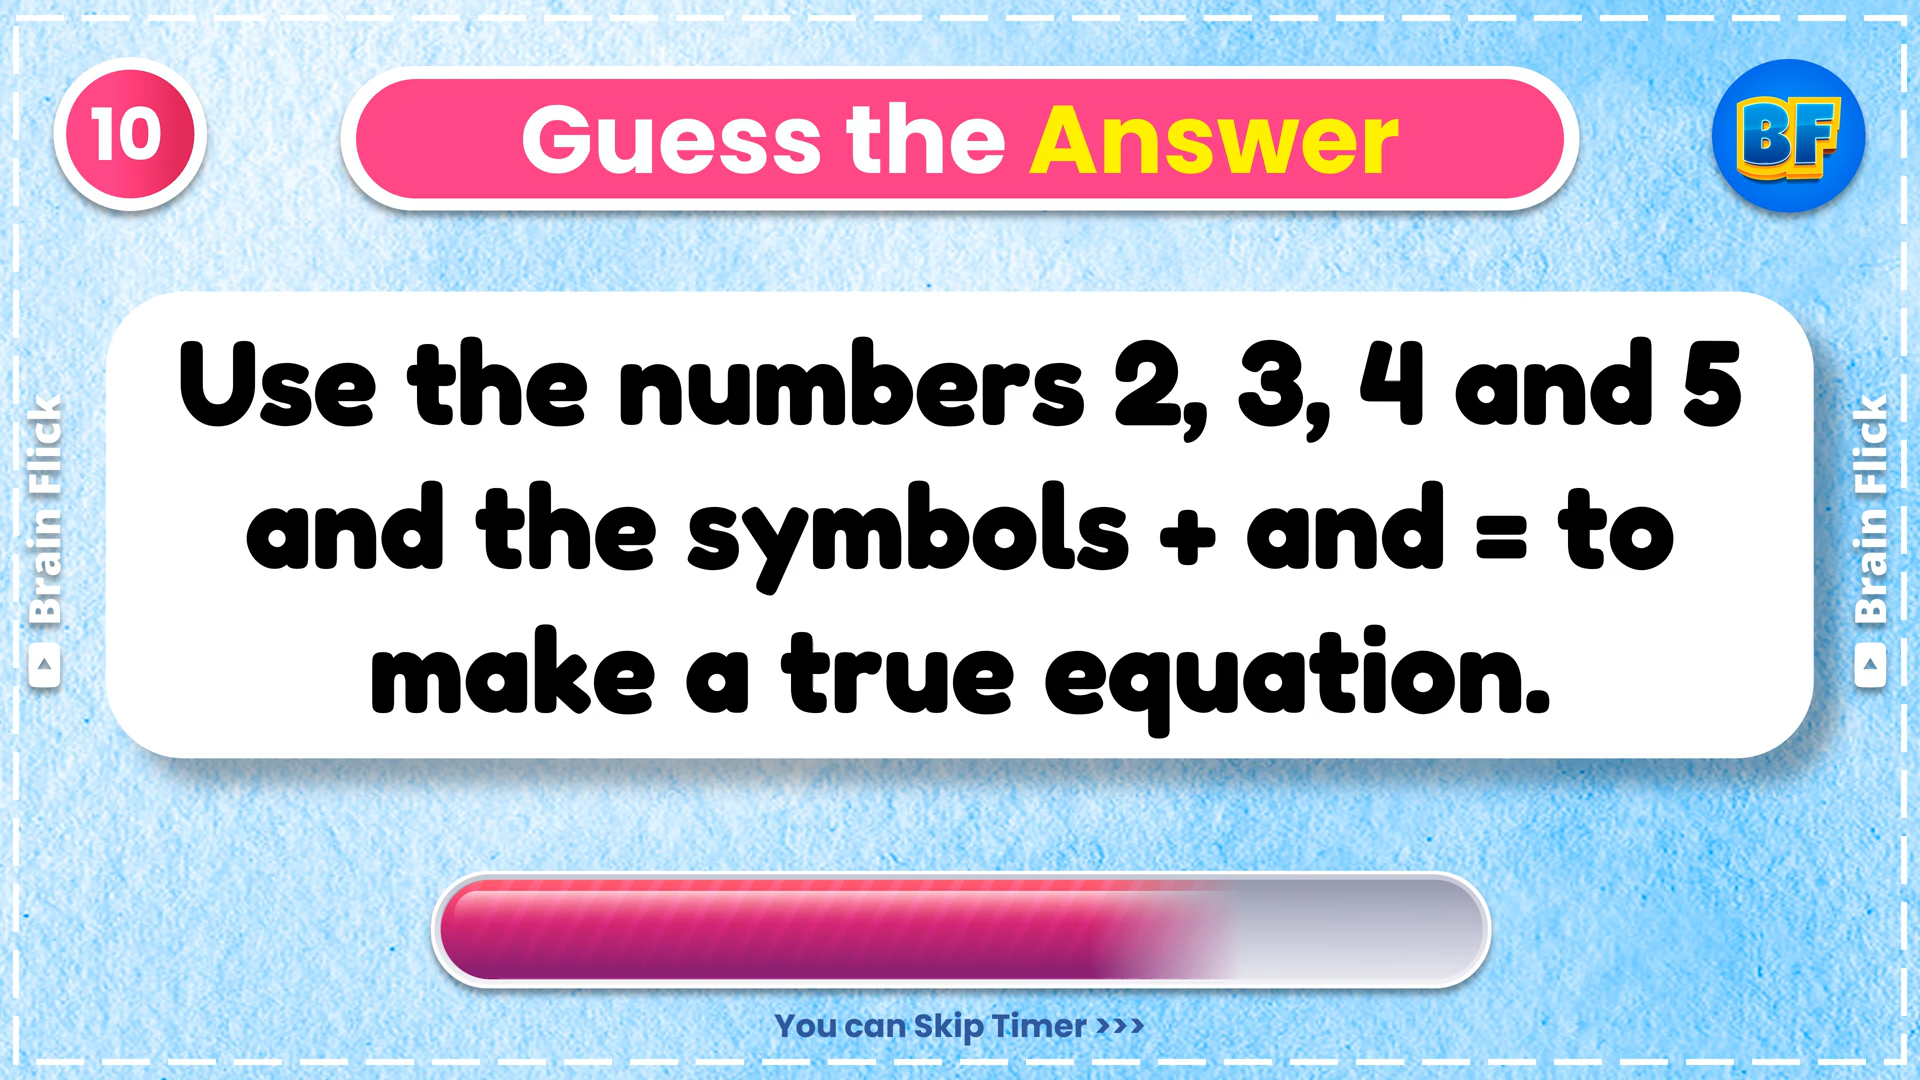 10
Guess the Answer
BF
Use the numbers 2, 3, 4 and 5
and the symbols + and = to
make a true equation.
Brain Flick
Brain Flick
You can Skip Timer >>>